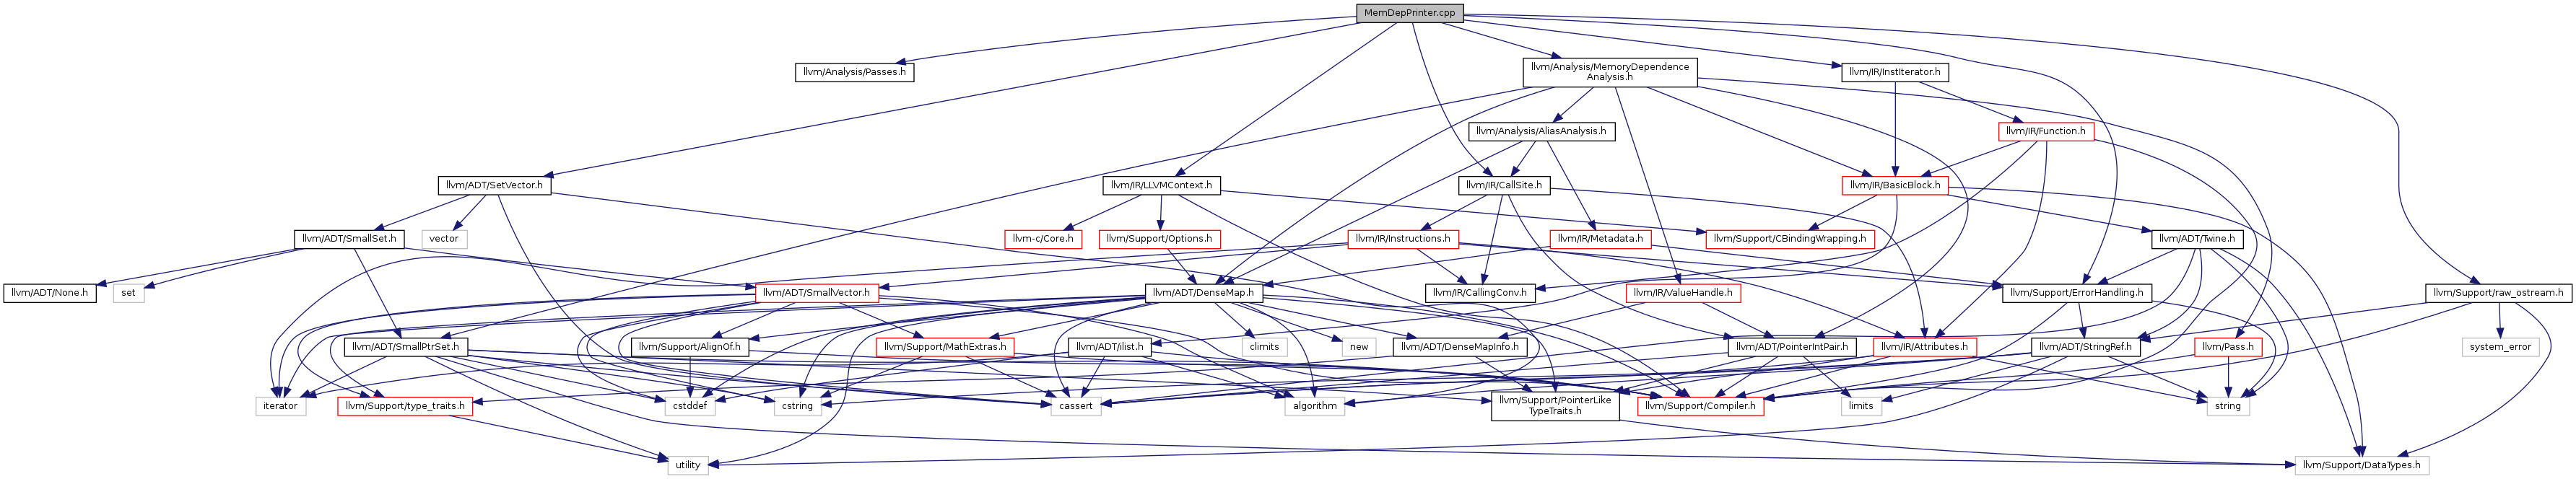 MemDepPrinter.cpp
llvm/Analysis/Passes.h
llvm/Analysis/MemoryDependence
Analysis.h
llvm/IR/InstIterator.h
llvm/Analysis/AliasAnalysis.h
llvm/IR/Function.h
llvm/ADT/SetVector.h
llvm/IR/LLVMContext.h
llvm/IR/CallSite.h
llvm/IR/BasicBlock.h
llvm/ADT/SmallSet.h
vector
llvm-c/Core.h
llvm/Support/Options.h
llvm/IR/Instructions.h
llvm/IR/Metadata.h
llvm/Support/CBindingWrapping.h
llvm/ADT/Twine.h
llvm/ADT/None.h
set
llvm/ADT/SmallVector.h
llvm/ADT/DenseMap.h
llvm/IR/CallingConv.h
llvm/IR/ValueHandle.h
llvm/Support/ErrorHandling.h
llvm/Support/raw_ostream.h
llvm/ADT/SmallPtrSet.h
llvm/Support/AlignOf.h
llvm/Support/MathExtras.h
llvm/ADT/ilist.h
climits
new
llvm/ADT/DenseMapInfo.h
llvm/ADT/PointerIntPair.h
llvm/IR/Attributes.h
llvm/ADT/StringRef.h
llvm/Pass.h
system_error
iterator
llvm/Support/type_traits.h
cstddef
cstring
cassert
algorithm
llvm/Support/PointerLike
TypeTraits.h
llvm/Support/Compiler.h
limits
string
utility
llvm/Support/DataTypes.h